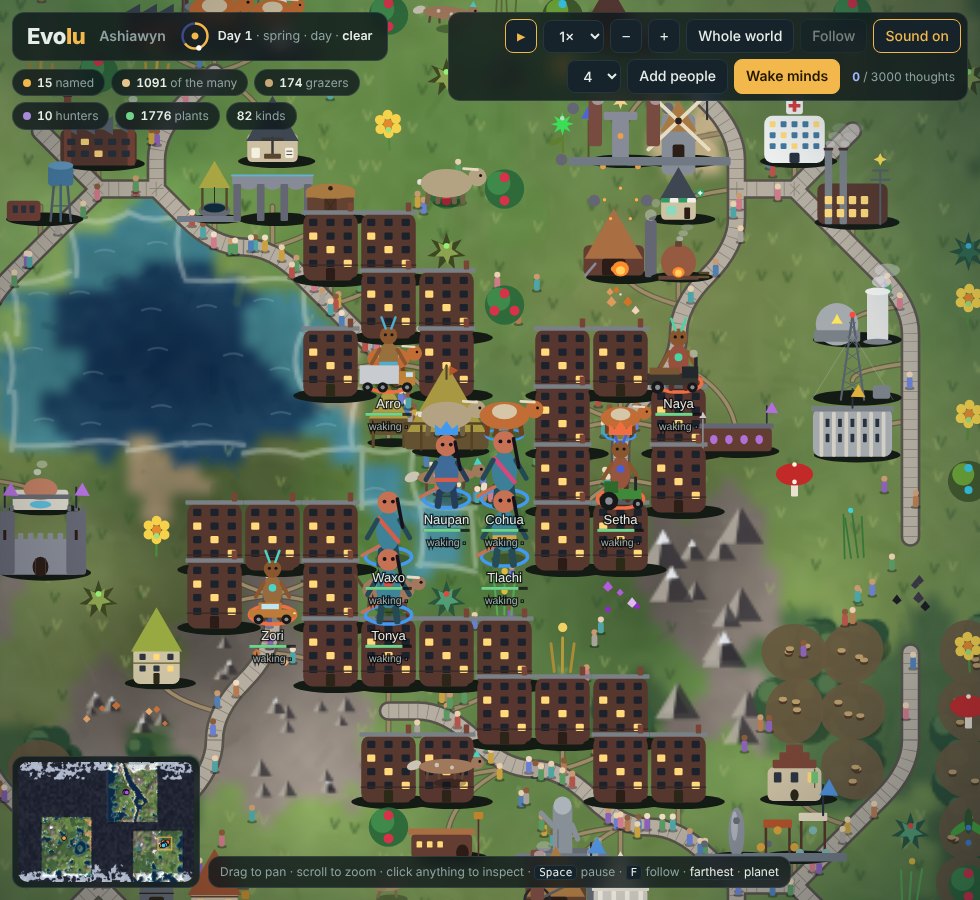 Evolu Ashiawyn Day 1 · spring · day · clear
15 named 1091 of the many 174 grazers
10 hunters 1776 plants 82 kinds
1× − + Whole world Follow Sound on
4 Add people Wake minds 0 / 3000 thoughts
Arro
waking ·
Naya
waking ·
Naupan
waking ·
Cohua
waking ·
Setha
waking ·
Waxo
waking ·
Tlachi
waking ·
Zori
waking ·
Tonya
waking ·
Drag to pan · scroll to zoom · click anything to inspect · Space pause · F follow · farthest · planet